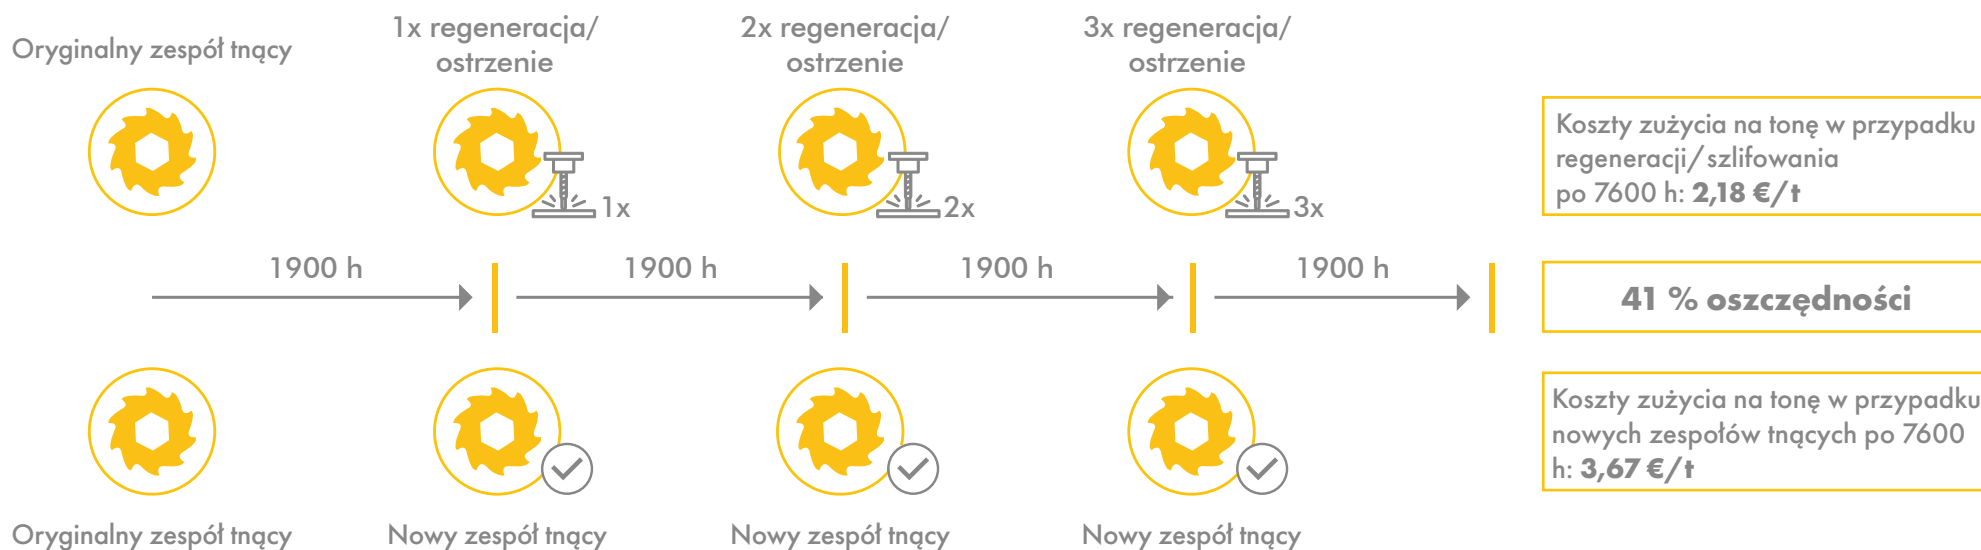 Oryginalny zespół tnący
1x regeneracja/
ostrzenie
2x regeneracja/
ostrzenie
3x regeneracja/
ostrzenie
1x
2x
3x
Koszty zużycia na tonę w przypadku
regeneracji/szlifowania
po 7600 h: 2,18 €/t
1900 h
1900 h
1900 h
1900 h
41 % oszczędności
Koszty zużycia na tonę w przypadku
nowych zespołów tnących po 7600
h: 3,67 €/t
Oryginalny zespół tnący
Nowy zespół tnący
Nowy zespół tnący
Nowy zespół tnący